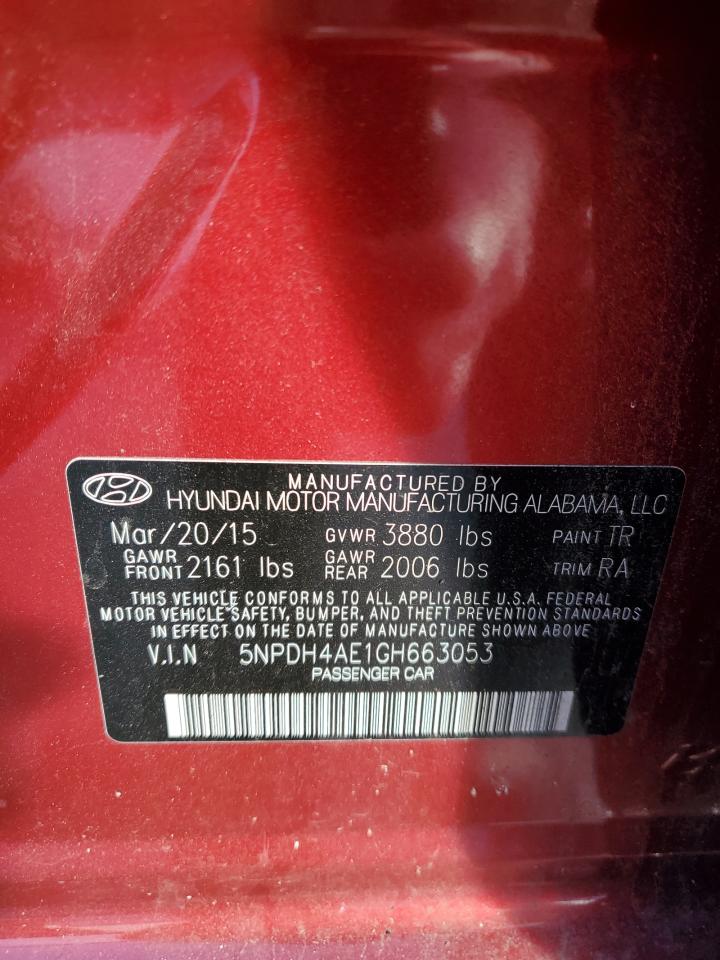 MANUFACTURED BY
HYUNDAI MOTOR MANUFACTURING ALABAMA, LLC
Mar/20/15 GVWR 3880 lbs PAINT TR
GAWR FRONT 2161 lbs GAWR REAR 2006 lbs TRIM RA
THIS VEHICLE CONFORMS TO ALL APPLICABLE U.S.A. FEDERAL
MOTOR VEHICLE SAFETY, BUMPER, AND THEFT PREVENTION STANDARDS
IN EFFECT ON THE DATE OF MANUFACTURE SHOWN ABOVE
V.I.N 5NPDH4AE1GH663053
PASSENGER CAR